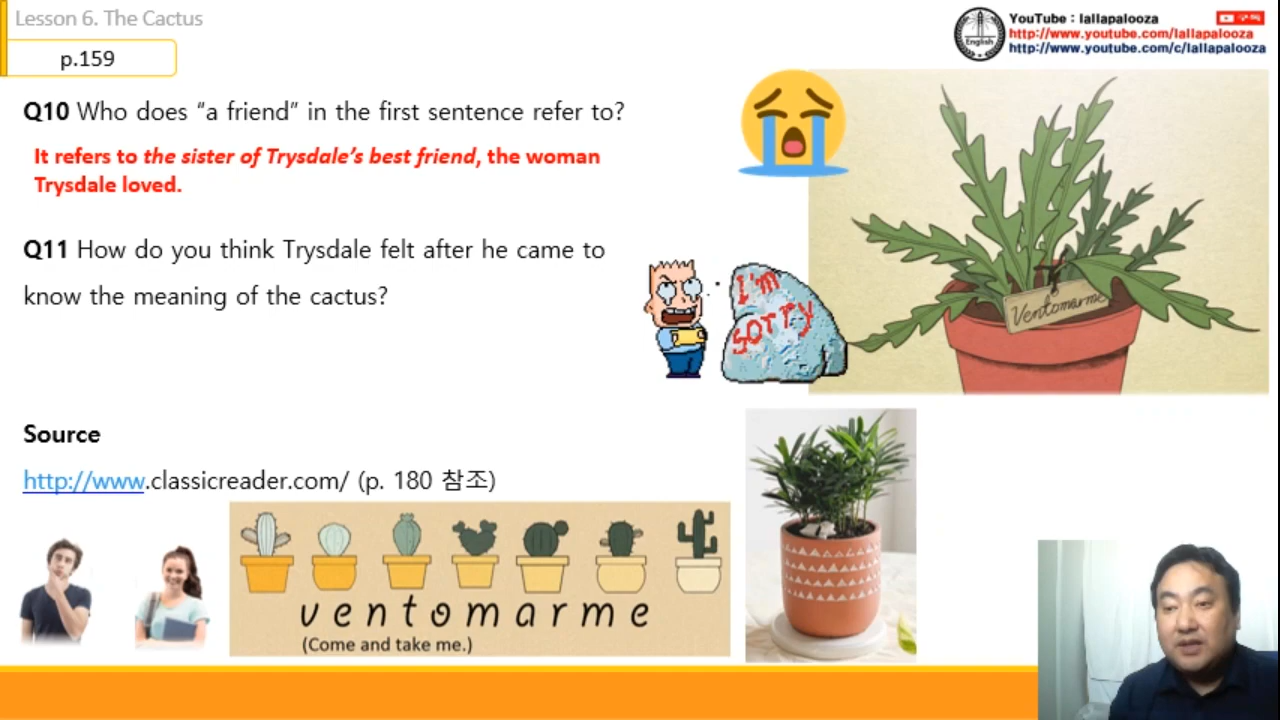 Lesson 6. The Cactus
YouTube : lallapalooza
http://www.youtube.com/lallapalooza
http://www.youtube.com/c/lallapalooza
English
p.159
Q10 Who does “a friend” in the first sentence refer to?
It refers to the sister of Trysdale’s best friend, the woman
Trysdale loved.
Q11 How do you think Trysdale felt after he came to
know the meaning of the cactus?
I'm
sorry
Ventomarme
Source
http://www.classicreader.com/ (p. 180 참조)
ventomarme
(Come and take me.)